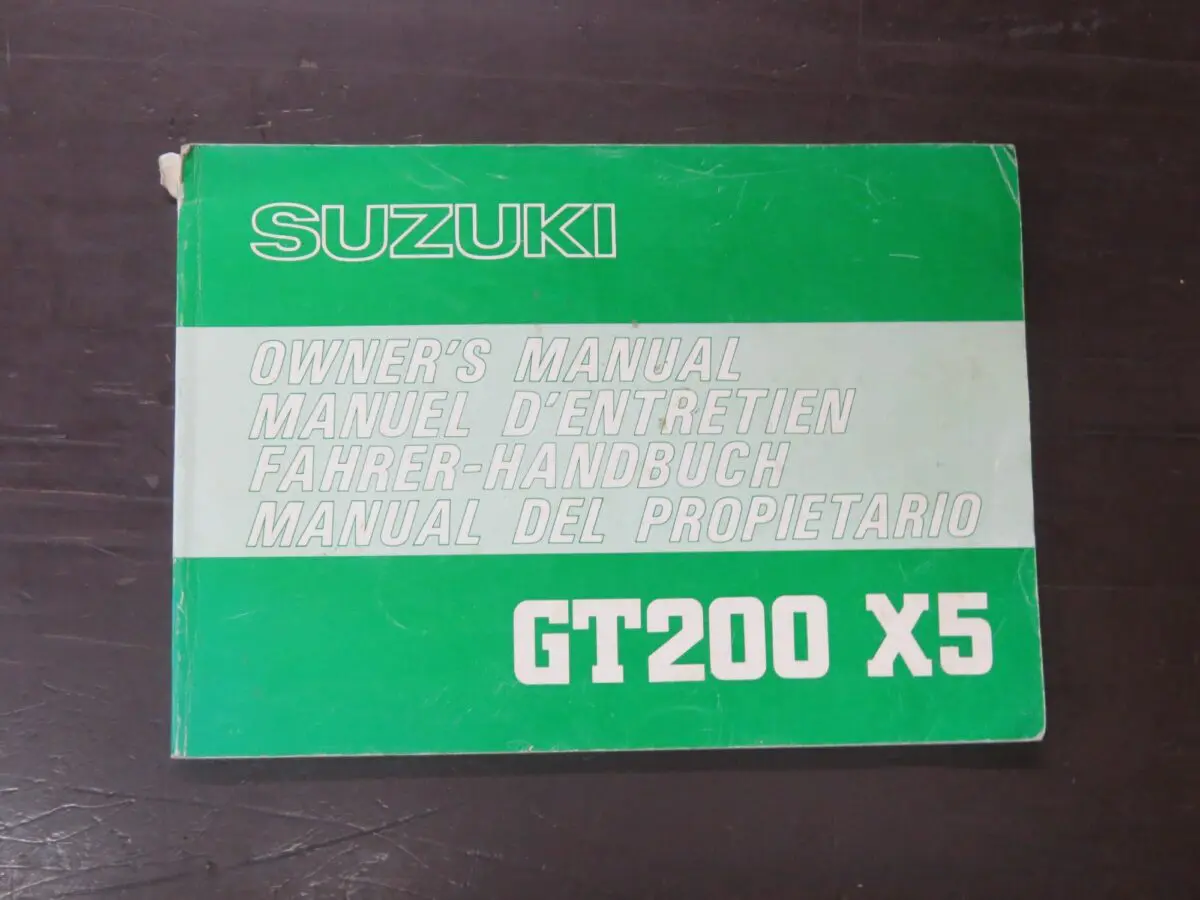 SUZUKI
OWNER'S MANUAL
MANUEL D'ENTRETIEN
FAHRER-HANDBUCH
MANUAL DEL PROPIETARIO
GT200 X5